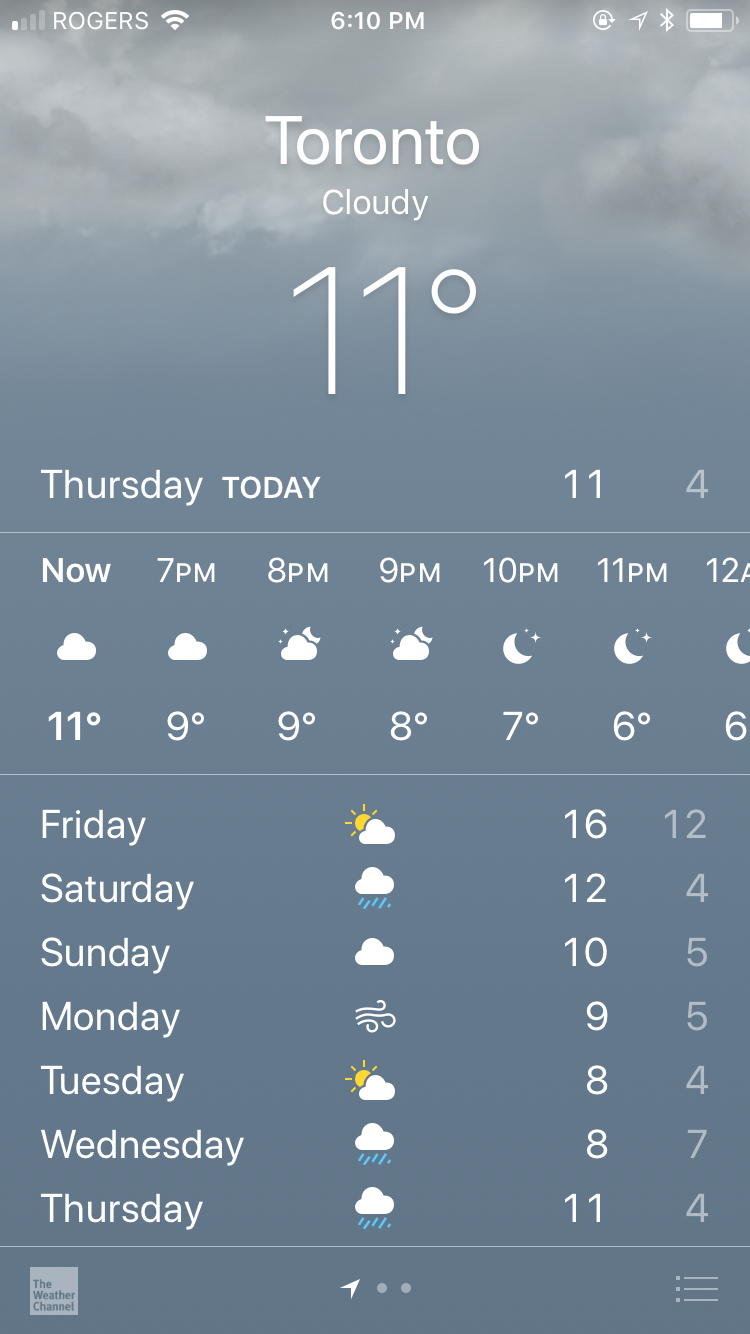 ROGERS 6:10 PM
Toronto
Cloudy
11°
Thursday TODAY 11 4
Now 7PM 8PM 9PM 10PM 11PM 12A
11° 9° 9° 8° 7° 6° 6
Friday 16 12
Saturday 12 4
Sunday 10 5
Monday 9 5
Tuesday 8 4
Wednesday 8 7
Thursday 11 4
The
Weather
Channel